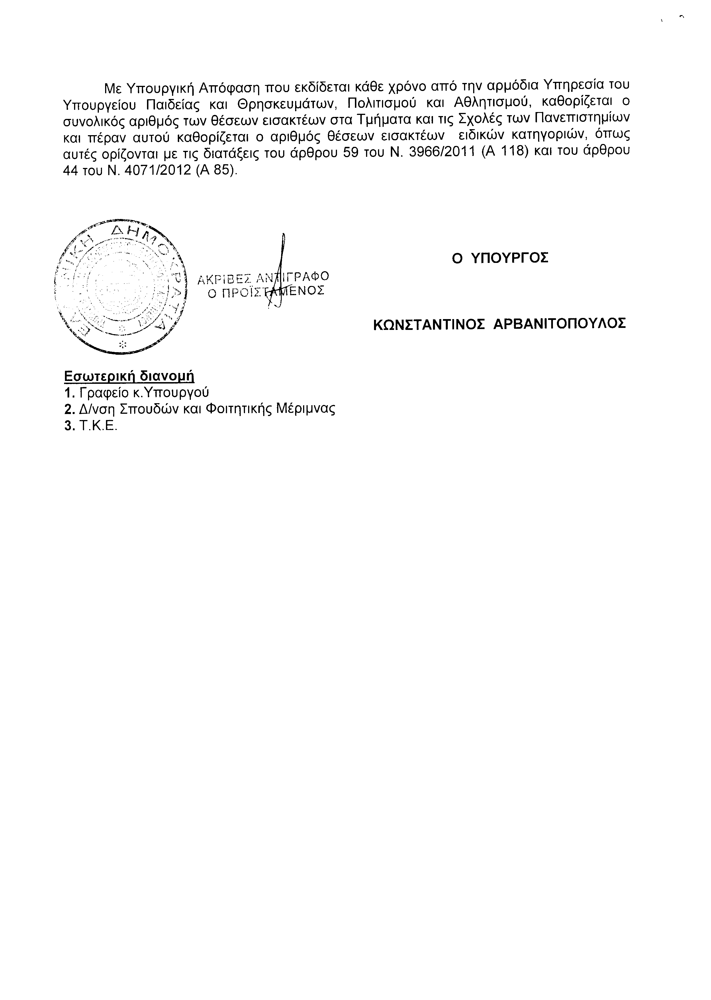 Με Υπουργική Απόφαση που εκδίδεται κάθε χρόνο από την αρμόδια Υπηρεσία του
Υπουργείου Παιδείας και Θρησκευμάτων, Πολιτισμού και Αθλητισμού, καθορίζεται ο
συνολικός αριθμός των θέσεων εισακτέων στα Τμήματα και τις Σχολές των Πανεπιστημίων
και πέραν αυτού καθορίζεται ο αριθμός θέσεων εισακτέων ειδικών κατηγοριών, όπως
αυτές ορίζονται με τις διατάξεις του άρθρου 59 του Ν. 3966/2011 (Α 118) και του άρθρου
44 του Ν. 4071/2012 (Α 85).
ΔΗΜΟΚΡΑΤΙΑ
ΑΚΡΙΒΕΣ ΑΝΤΙΓΡΑΦΟ
Ο ΠΡΟΪΣΤΑΜΕΝΟΣ
Ο ΥΠΟΥΡΓΟΣ
ΚΩΝΣΤΑΝΤΙΝΟΣ ΑΡΒΑΝΙΤΟΠΟΥΛΟΣ
Εσωτερική διανομή
1. Γραφείο κ.Υπουργού
2. Δ/νση Σπουδών και Φοιτητικής Μέριμνας
3. Τ.Κ.Ε.